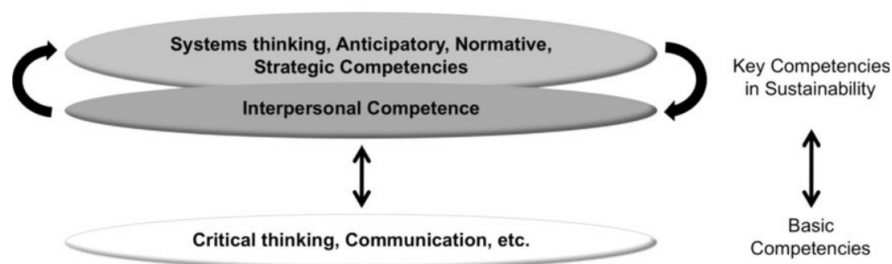 Systems thinking, Anticipatory, Normative,
Strategic Competencies
Interpersonal Competence
Key Competencies
in Sustainability
Critical thinking, Communication, etc.
Basic
Competencies